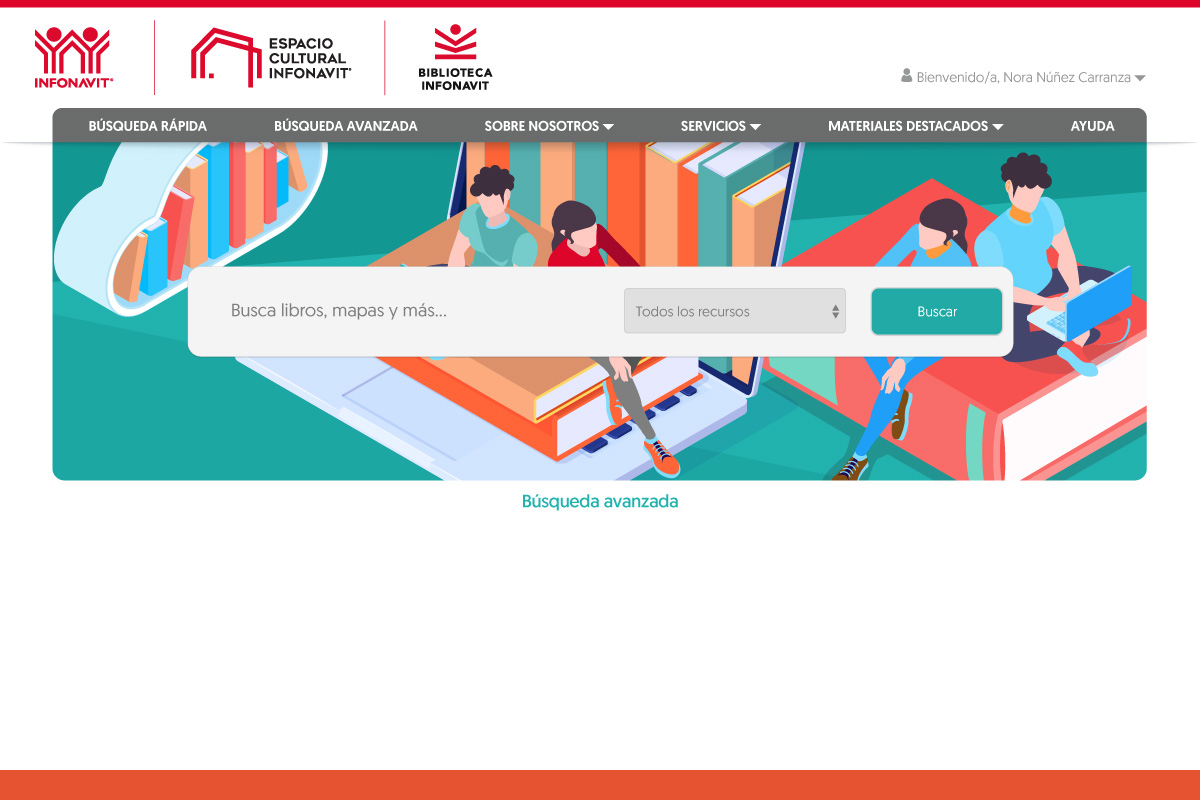 INFONAVIT
ESPACIO
CULTURAL
INFONAVIT
BIBLIOTECA
INFONAVIT
Bienvenido/a, Nora Núñez Carranza
BÚSQUEDA RÁPIDA BÚSQUEDA AVANZADA SOBRE NOSOTROS SERVICIOS MATERIALES DESTACADOS AYUDA
Busca libros, mapas y más... Todos los recursos Buscar
Búsqueda avanzada